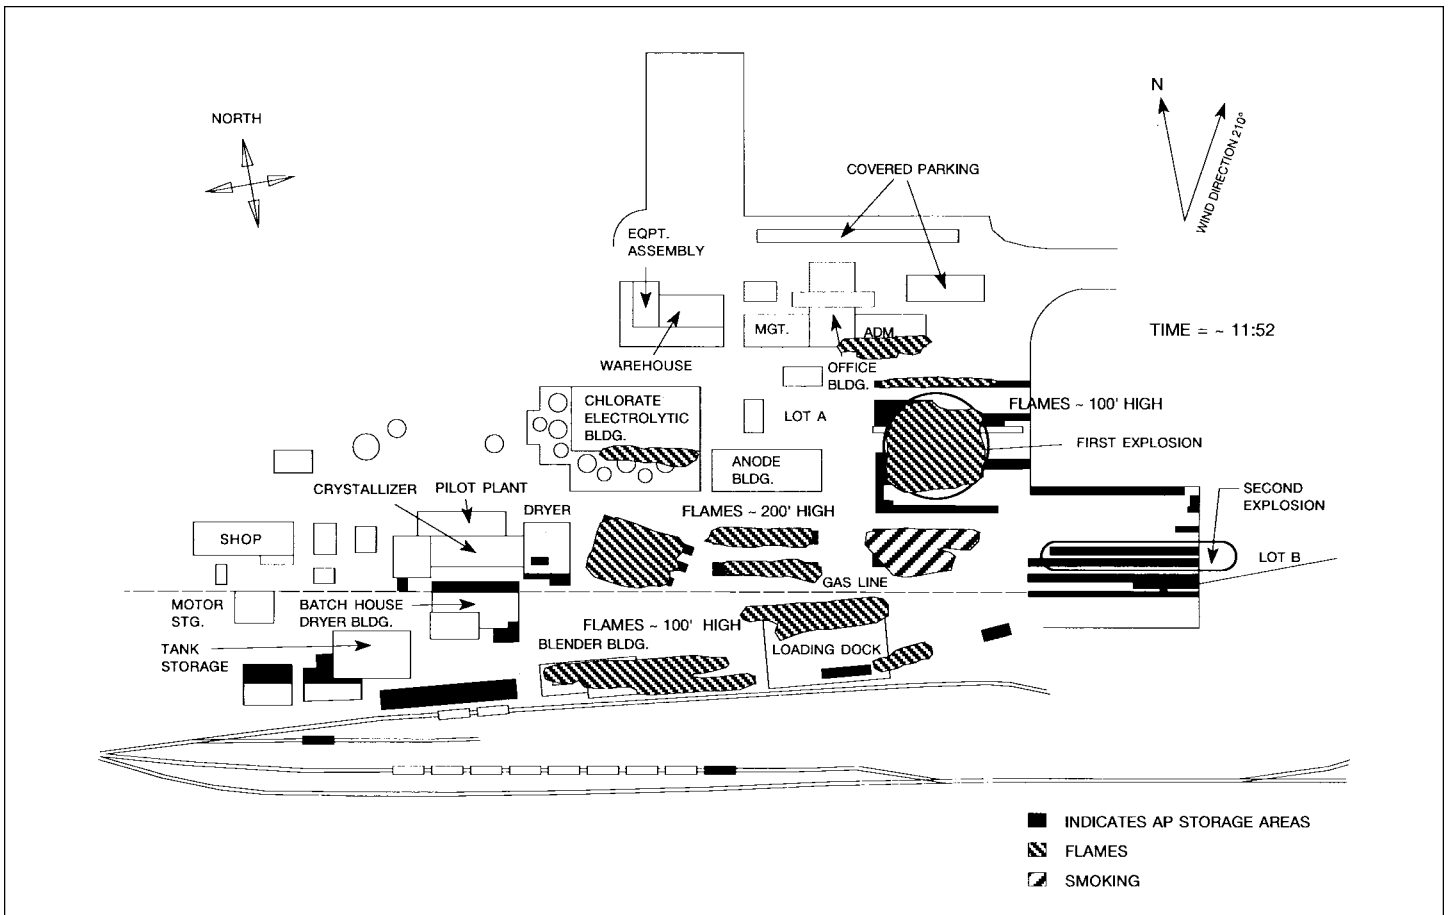 NORTH
N
WIND DIRECTION 210°
COVERED PARKING
EQPT.
ASSEMBLY
TIME = ~ 11:52
MGT.
ADM.
WAREHOUSE
OFFICE
BLDG.
CHLORATE
ELECTROLYTIC
BLDG.
LOT A
FLAMES ~ 100' HIGH
FIRST EXPLOSION
ANODE
BLDG.
CRYSTALLIZER
PILOT PLANT
DRYER
FLAMES ~ 200' HIGH
SECOND
EXPLOSION
SHOP
LOT B
GAS LINE
MOTOR
STG.
BATCH HOUSE
DRYER BLDG.
FLAMES ~ 100' HIGH
BLENDER BLDG.
TANK
STORAGE
LOADING DOCK
INDICATES AP STORAGE AREAS
FLAMES
SMOKING